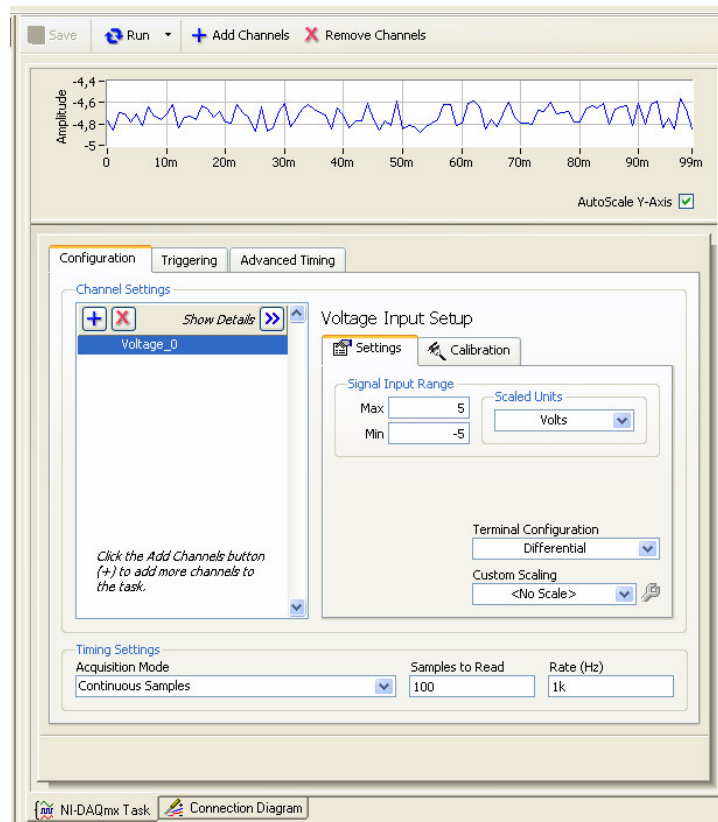 Save Run Add Channels Remove Channels
Amplitude
-4,4
-4,6
-4,8
-5
0 10m 20m 30m 40m 50m 60m 70m 80m 90m 99m
AutoScale Y-Axis
Configuration Triggering Advanced Timing
Channel Settings
Show Details
Voltage_0
Click the Add Channels button
(+) to add more channels to
the task.
Voltage Input Setup
Settings Calibration
Signal Input Range
Max 5
Min -5
Scaled Units
Volts
Terminal Configuration
Differential
Custom Scaling
<No Scale>
Timing Settings
Acquisition Mode Samples to Read Rate (Hz)
Continuous Samples 100 1k
NI-DAQmx Task Connection Diagram